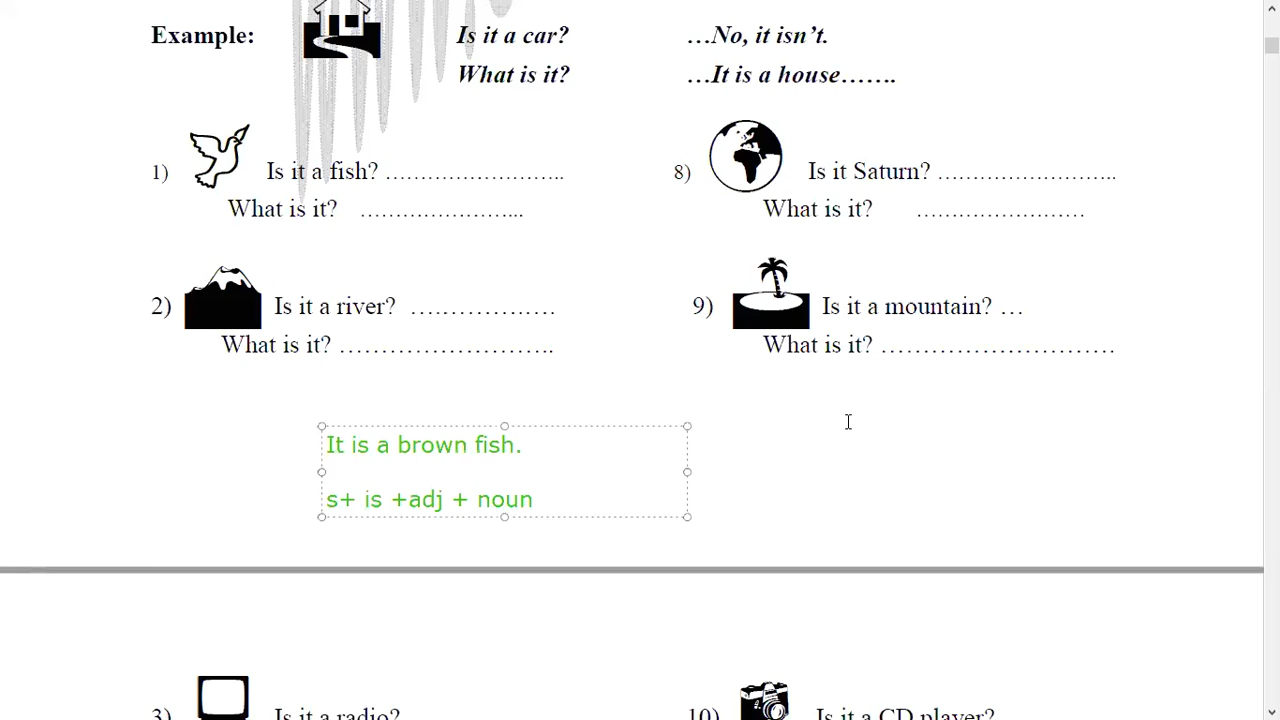 Example: Is it a car? …No, it isn't.
What is it? …It is a house…….
1) Is it a fish? ……………………..
What is it? …………………...
8) Is it Saturn? …………………..
What is it? ……………………
2) Is it a river? ….……….….…
What is it? ……………………..
9) Is it a mountain? …
What is it? ………………………
It is a brown fish.
s+ is +adj + noun
3) Is it a radio?
10) Is it a CD player?